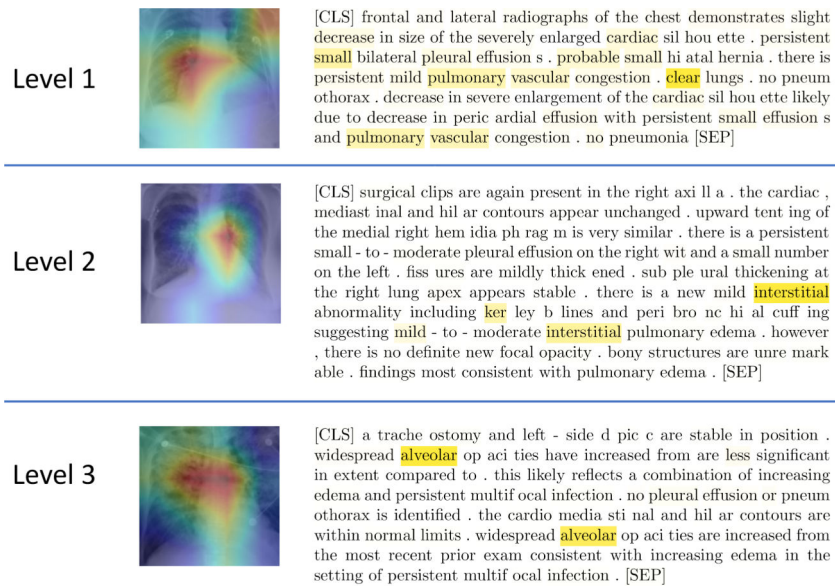 Level 1
[CLS] frontal and lateral radiographs of the chest demonstrates slight
decrease in size of the severely enlarged cardiac sil hou ette . persistent
small bilateral pleural effusion s . probable small hi atal hernia . there is
persistent mild pulmonary vascular congestion . clear lungs . no pneum
othorax . decrease in severe enlargement of the cardiac sil hou ette likely
due to decrease in peric ardial effusion with persistent small effusion s
and pulmonary vascular congestion . no pneumonia [SEP]
Level 2
[CLS] surgical clips are again present in the right axi ll a . the cardiac ,
mediast inal and hil ar contours appear unchanged . upward tent ing of
the medial right hem idia ph rag m is very similar . there is a persistent
small - to - moderate pleural effusion on the right wit and a small number
on the left . fiss ures are mildly thick ened . sub ple ural thickening at
the right lung apex appears stable . there is a new mild interstitial
abnormality including ker ley b lines and peri bro nc hi al cuff ing
suggesting mild - to - moderate interstitial pulmonary edema . however
, there is no definite new focal opacity . bony structures are unre mark
able . findings most consistent with pulmonary edema . [SEP]
Level 3
[CLS] a trache ostomy and left - side d pic c are stable in position .
widespread alveolar op aci ties have increased from are less significant
in extent compared to . this likely reflects a combination of increasing
edema and persistent multif ocal infection . no pleural effusion or pneum
othorax is identified . the cardio media sti nal and hil ar contours are
within normal limits . widespread alveolar op aci ties are increased from
the most recent prior exam consistent with increasing edema in the
setting of persistent multif ocal infection . [SEP]